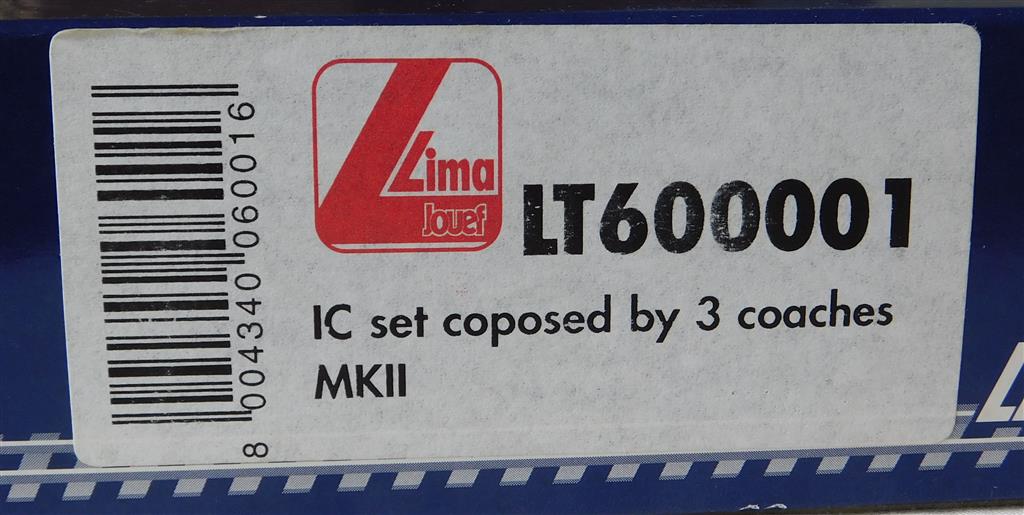 Lima
Jouef
LT600001
IC set coposed by 3 coaches
MKII
8 004340 060016